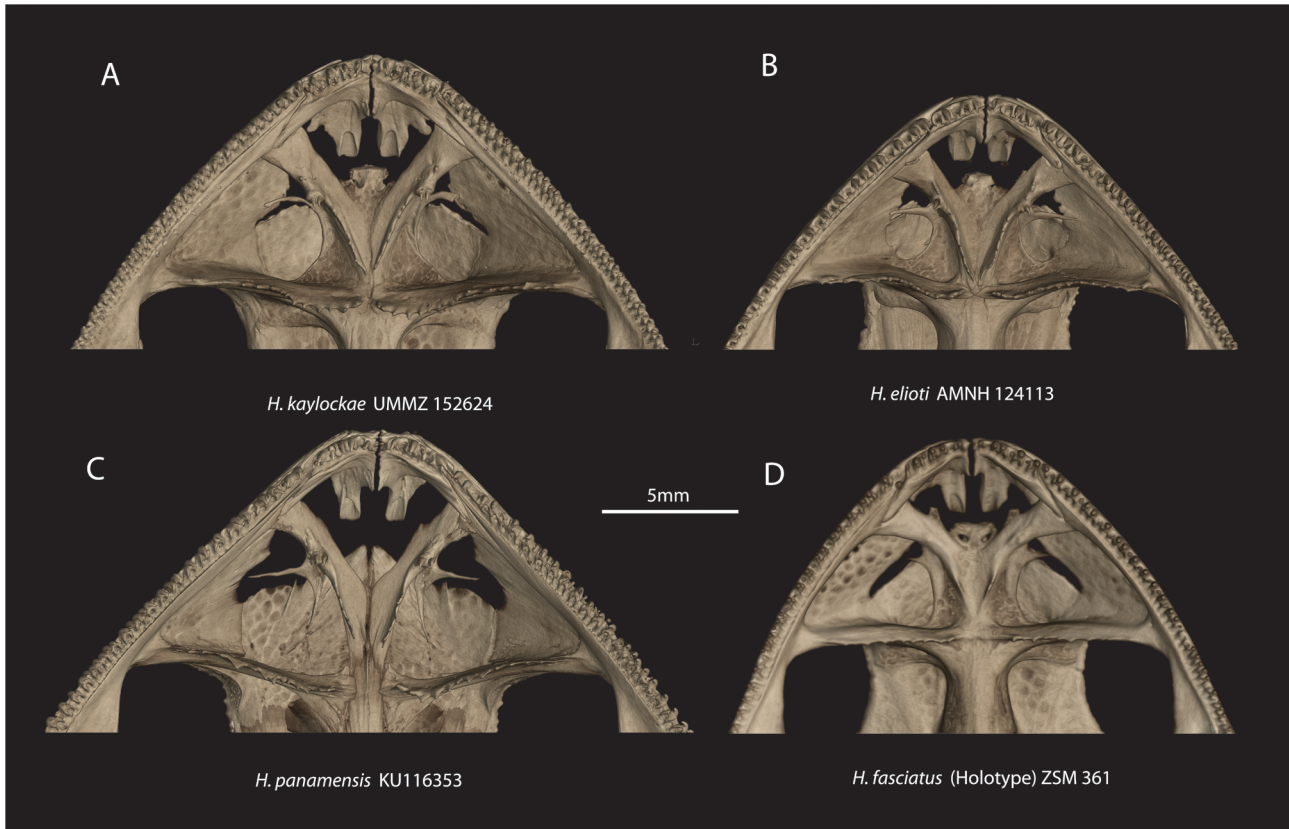 A
B
H. kaylockae UMMZ 152624
H. elioti AMNH 124113
C
5mm
D
H. panamensis KU116353
H. fasciatus (Holotype) ZSM 361